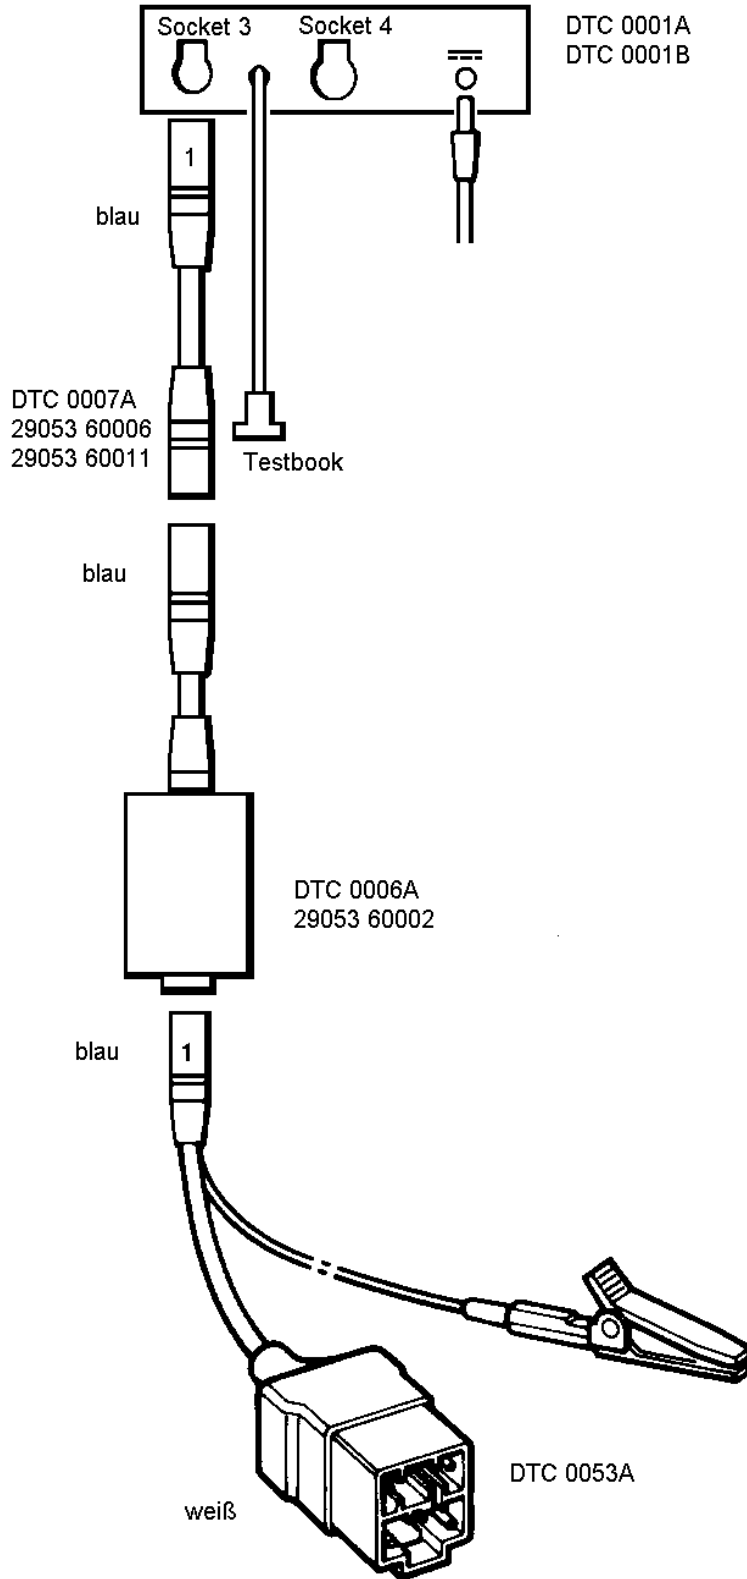 Socket 3
Socket 4
DTC 0001A
DTC 0001B
1
blau
DTC 0007A
29053 60006
29053 60011
Testbook
blau
DTC 0006A
29053 60002
blau
1
DTC 0053A
weiß